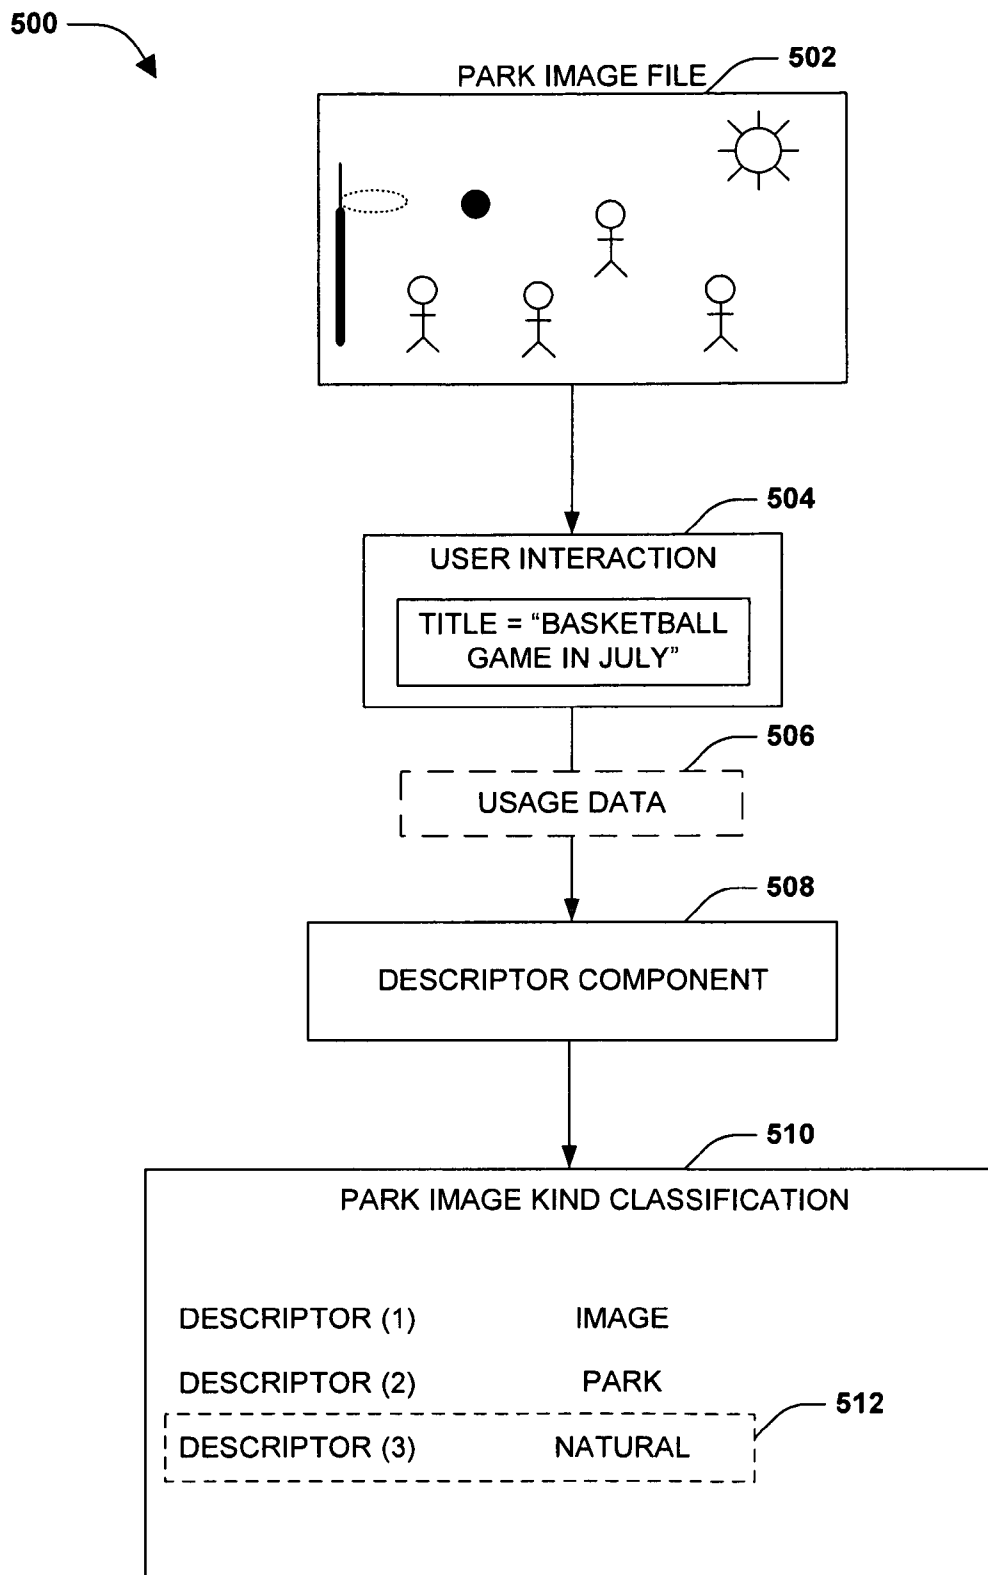 500
502
PARK IMAGE FILE
504
USER INTERACTION
TITLE = “BASKETBALL
GAME IN JULY”
506
USAGE DATA
508
DESCRIPTOR COMPONENT
510
PARK IMAGE KIND CLASSIFICATION
DESCRIPTOR (1) IMAGE
DESCRIPTOR (2) PARK
512
DESCRIPTOR (3) NATURAL